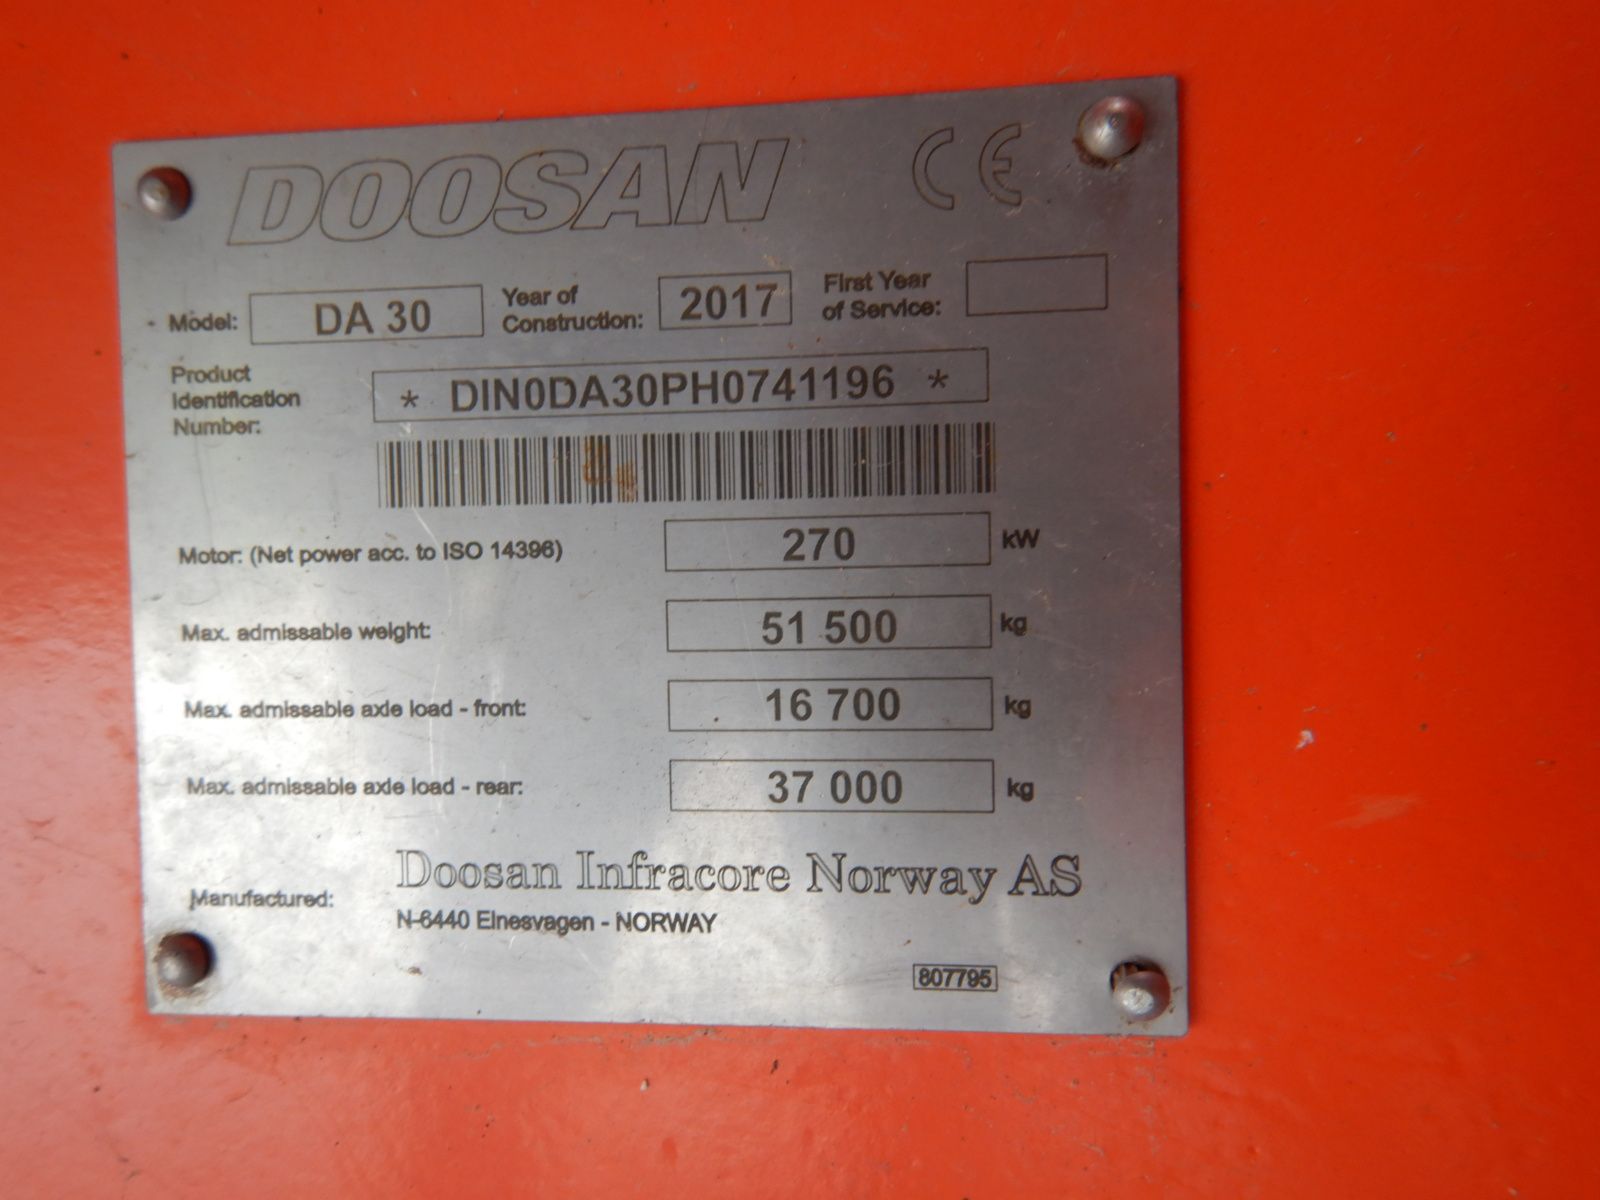 DOOSAN CE
Model: DA 30 Year of Construction: 2017 First Year of Service:
Product Identification Number: * DIN0DA30PH0741196 *
Motor: (Net power acc. to ISO 14396) 270 kW
Max. admissable weight: 51 500 kg
Max. admissable axle load - front: 16 700 kg
Max. admissable axle load - rear: 37 000 kg
Manufactured: Doosan Infracore Norway AS
N-6440 Elnesvagen - NORWAY
807795